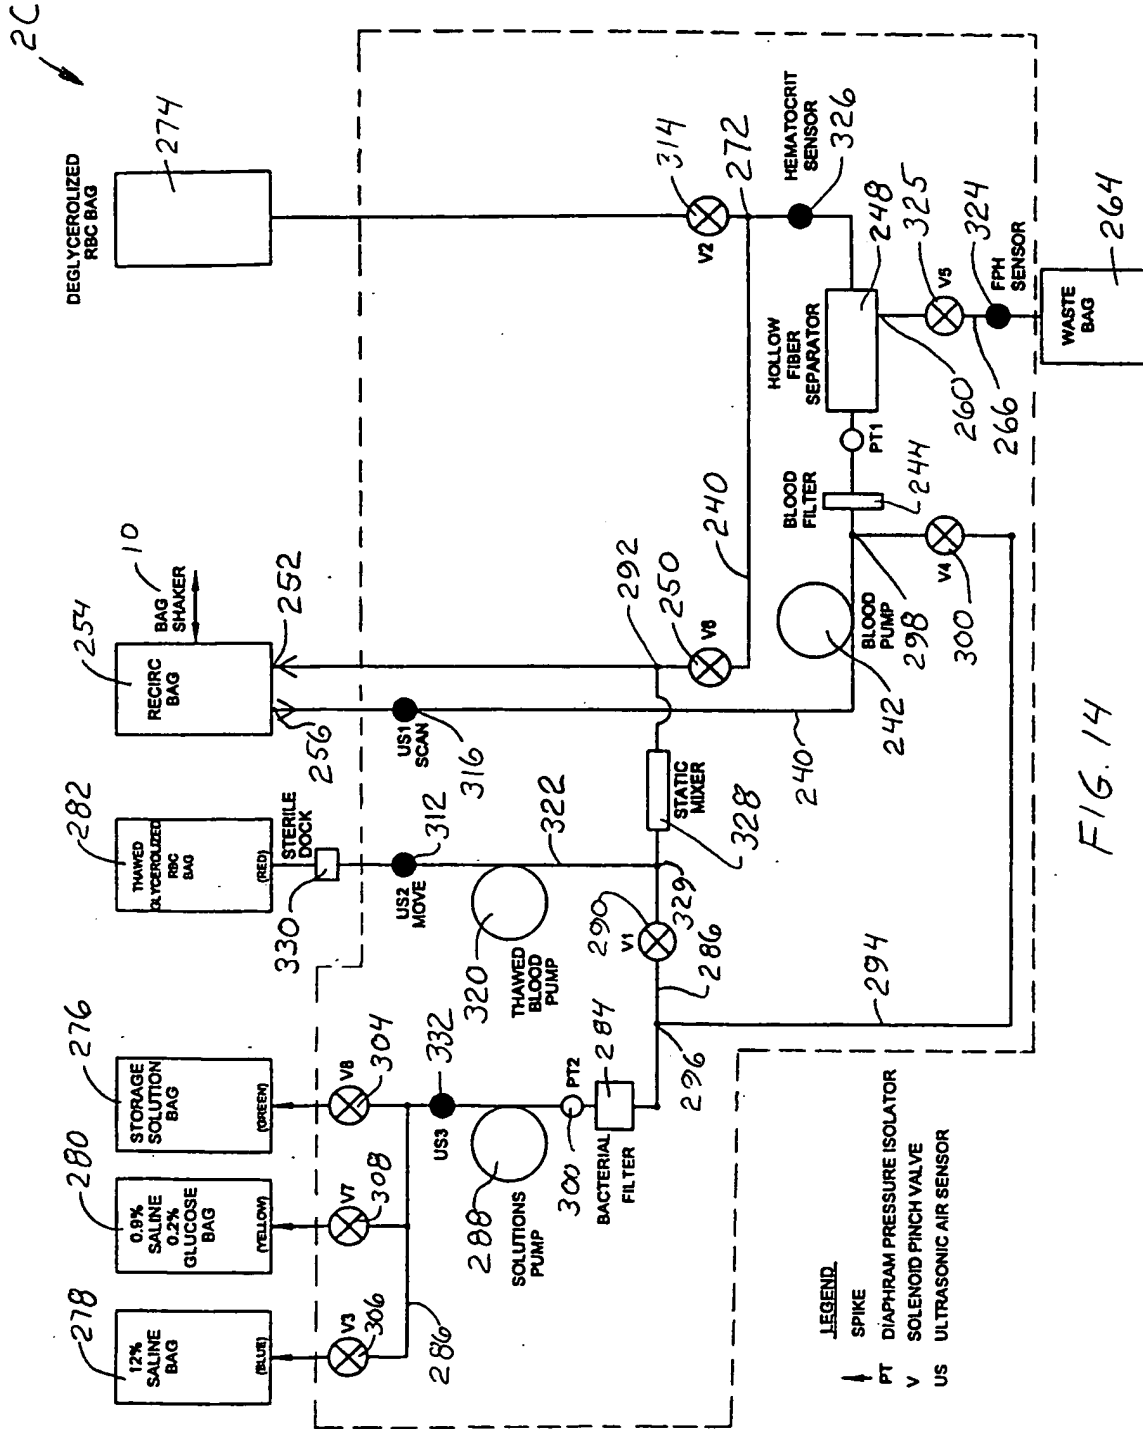 2C
DEGLYCEROLIZED
RBC BAG
274
254
RECIRC
BAG
10
BAG
SHAKER
252
256
282
THAWED
GLYCEROLIZED
RBC
BAG
(RED)
STERILE
DOCK
330
276
STORAGE
SOLUTION
BAG
(GREEN)
280
0.9%
SALINE
0.2%
GLUCOSE
BAG
(YELLOW)
278
12%
SALINE
BAG
(BLUE)
V8
304
V7
308
V3
306
286
US3
332
288
SOLUTIONS
PUMP
PT2
300
BACTERIAL
FILTER
284
296
286
290
V1
329
294
US2
MOVE
312
320
THAWED
BLOOD
PUMP
322
STATIC
MIXER
328
US1
SCAN
316
292
250
V6
240
240
V2
314
272
HEMATOCRIT
SENSOR
326
HOLLOW
FIBER
SEPARATOR
248
PT1
BLOOD
FILTER
244
BLOOD
PUMP
242
298
V4
300
260
V5
325
266
FPH
SENSOR
324
WASTE
BAG
264
LEGEND
SPIKE
PT DIAPHRAM PRESSURE ISOLATOR
V SOLENOID PINCH VALVE
US ULTRASONIC AIR SENSOR
FIG. 14